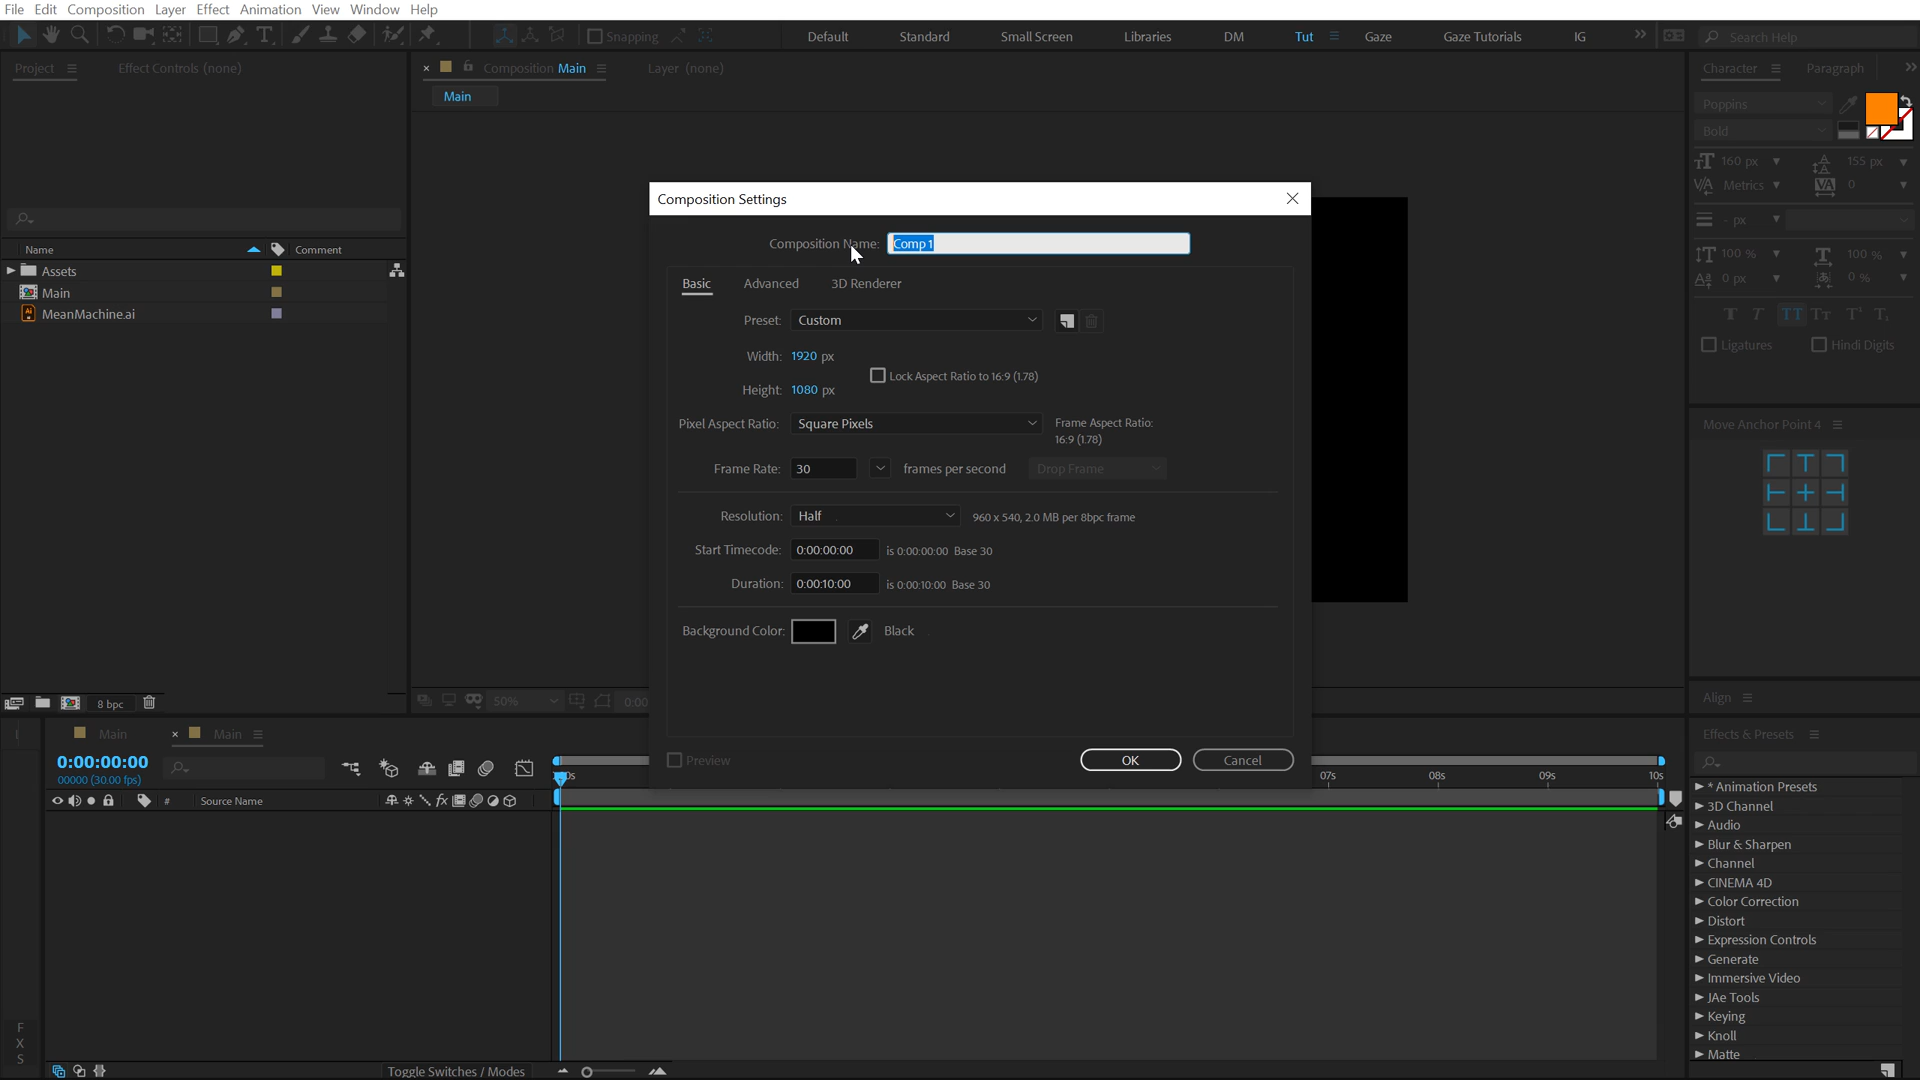 File Edit Composition Layer Effect Animation View Window Help
Snapping Default Standard Small Screen Libraries DM Tut Gaze Gaze Tutorials IG Search Help
Project Effect Controls (none) Composition Main Layer (none) Character Paragraph
Main
Poppins
Bold
160 px 155 px
Metrics 0
- px
100 % 100 %
0 px 0 %
Ligatures Hindi Digits
Move Anchor Point 4
Align
Name Comment
Assets
Main
MeanMachine.ai
8 bpc
50% 0:00
Composition Settings
Composition Name: Comp 1
Basic Advanced 3D Renderer
Preset: Custom
Width: 1920 px
Lock Aspect Ratio to 16:9 (1.78)
Height: 1080 px
Pixel Aspect Ratio: Square Pixels Frame Aspect Ratio:
16:9 (1.78)
Frame Rate: 30 frames per second Drop Frame
Resolution: Half 960 x 540, 2.0 MB per 8bpc frame
Start Timecode: 0:00:00:00 is 0:00:00:00 Base 30
Duration: 0:00:10:00 is 0:00:10:00 Base 30
Background Color: Black
Preview OK Cancel
Main Main
0:00:00:00
00000 (30.00 fps)
# Source Name
07s 08s 09s 10s
Toggle Switches / Modes
F
X
S
Effects & Presets
* Animation Presets
3D Channel
Audio
Blur & Sharpen
Channel
CINEMA 4D
Color Correction
Distort
Expression Controls
Generate
Immersive Video
JAe Tools
Keying
Knoll
Matte